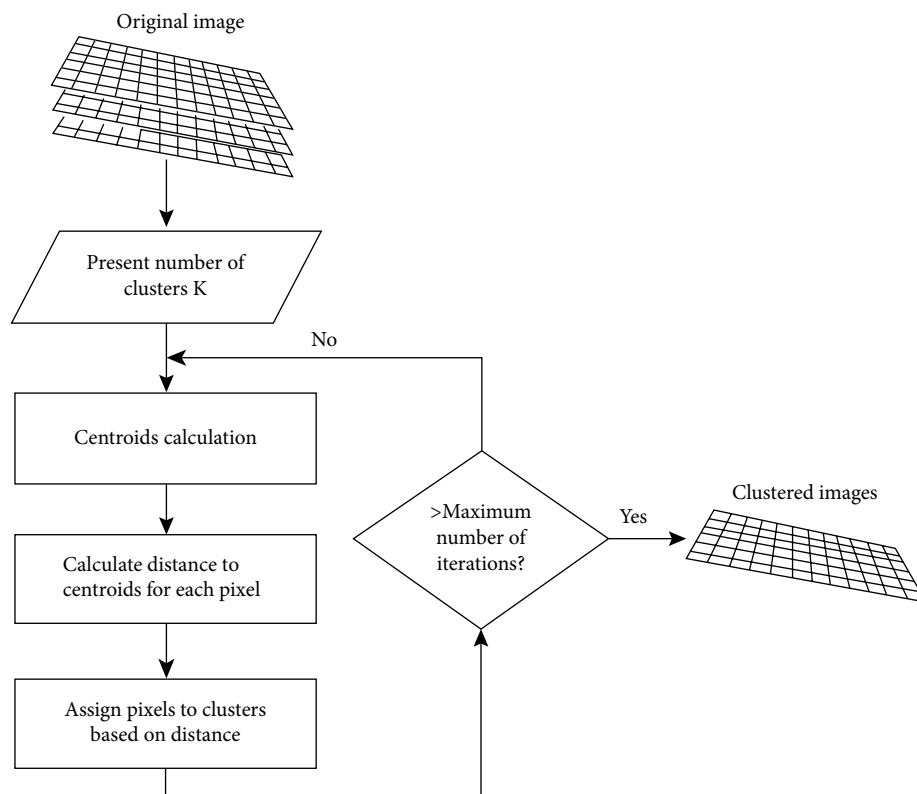 Original image
Present number of
clusters K
No
Centroids calculation
Calculate distance to
centroids for each pixel
Assign pixels to clusters
based on distance
>Maximum
number of
iterations?
Yes
Clustered images